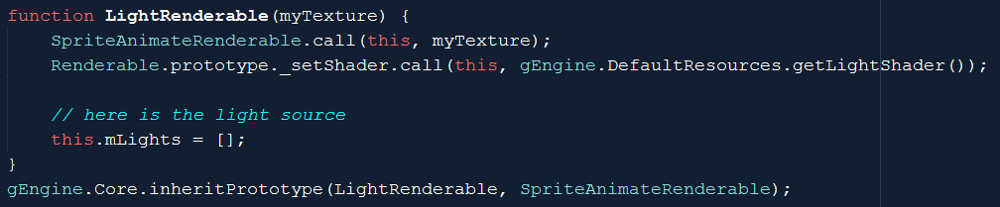 function LightRenderable(myTexture) {
    SpriteAnimateRenderable.call(this, myTexture);
    Renderable.prototype._setShader.call(this, gEngine.DefaultResources.getLightShader());
    // here is the light source
    this.mLights = [];
}
gEngine.Core.inheritPrototype(LightRenderable, SpriteAnimateRenderable);